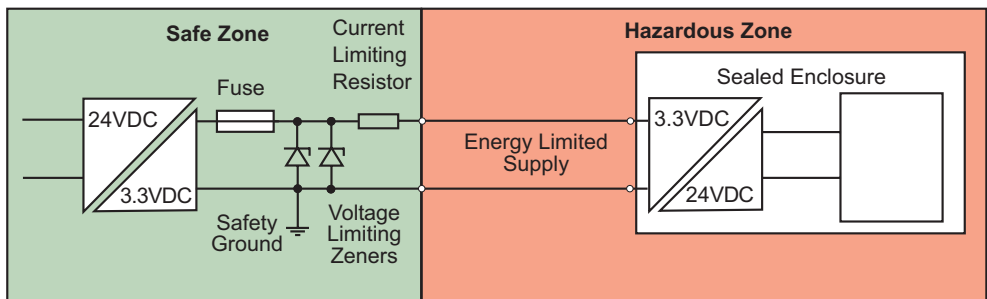 Safe Zone
Current
Limiting
Resistor
Fuse
24VDC
3.3VDC
Safety
Ground
Voltage
Limiting
Zeners
Hazardous Zone
Sealed Enclosure
Energy Limited
Supply
3.3VDC
24VDC